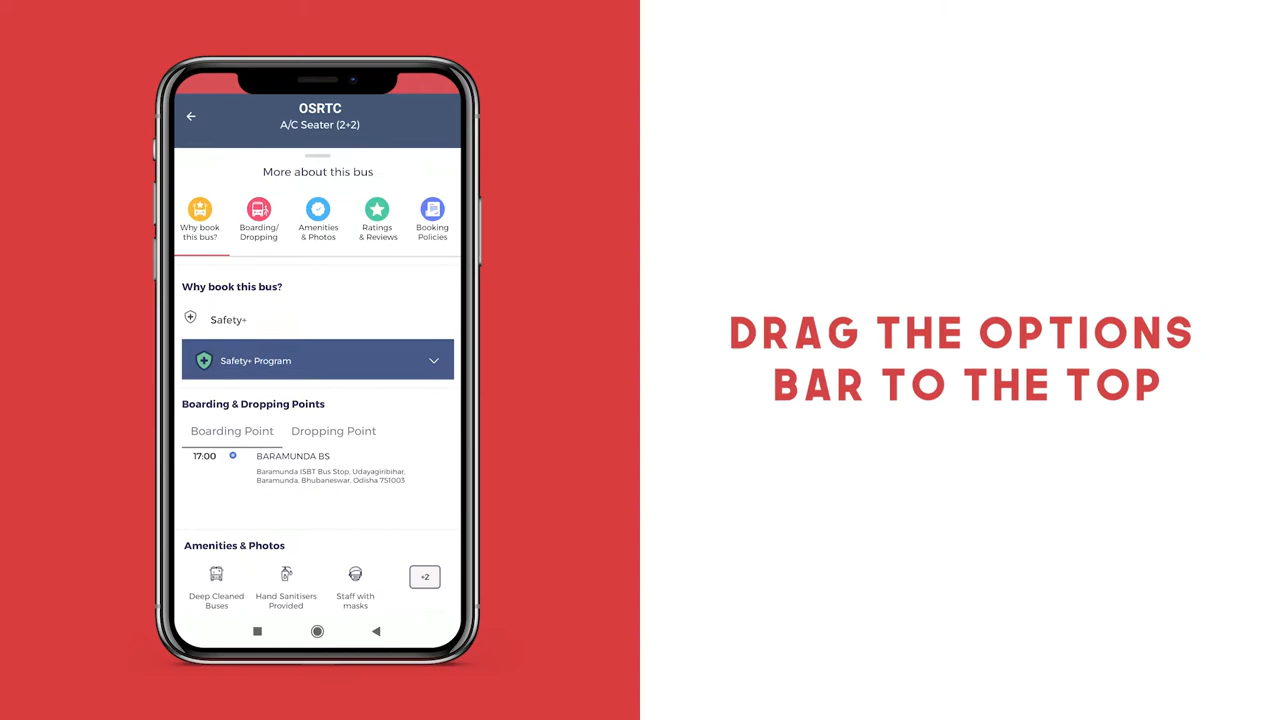 OSRTC
A/C Seater (2+2)
More about this bus
Why book
this bus?
Boarding/
Dropping
Amenities
& Photos
Ratings
& Reviews
Booking
Policies
Why book this bus?
Safety+
Safety+ Program
Boarding & Dropping Points
Boarding Point Dropping Point
17:00 BARAMUNDA BS
Baramunda ISBT Bus Stop, Udayagiribihar,
Baramunda, Bhubaneswar, Odisha 751003
Amenities & Photos
Deep Cleaned
Buses
Hand Sanitisers
Provided
Staff with
masks
+2
DRAG THE OPTIONS
BAR TO THE TOP